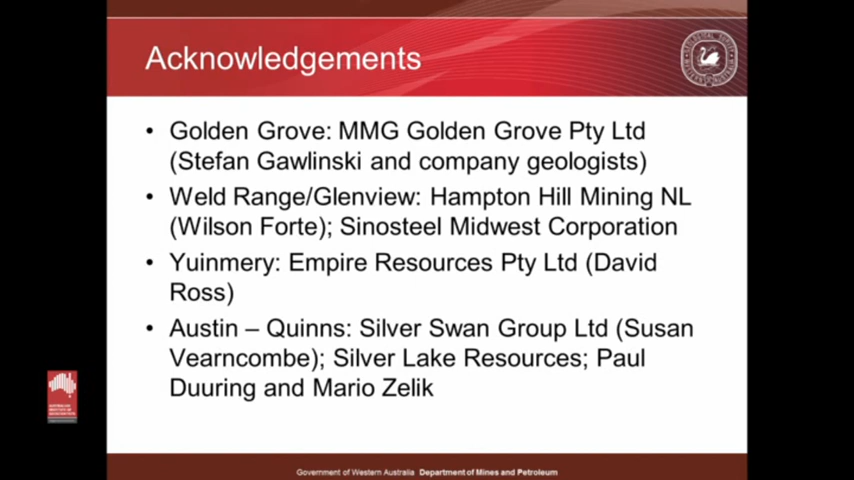 Acknowledgements
• Golden Grove: MMG Golden Grove Pty Ltd
(Stefan Gawlinski and company geologists)
• Weld Range/Glenview: Hampton Hill Mining NL
(Wilson Forte); Sinosteel Midwest Corporation
• Yuinmery: Empire Resources Pty Ltd (David
Ross)
• Austin – Quinns: Silver Swan Group Ltd (Susan
Vearncombe); Silver Lake Resources; Paul
Duuring and Mario Zelik
Government of Western Australia Department of Mines and Petroleum